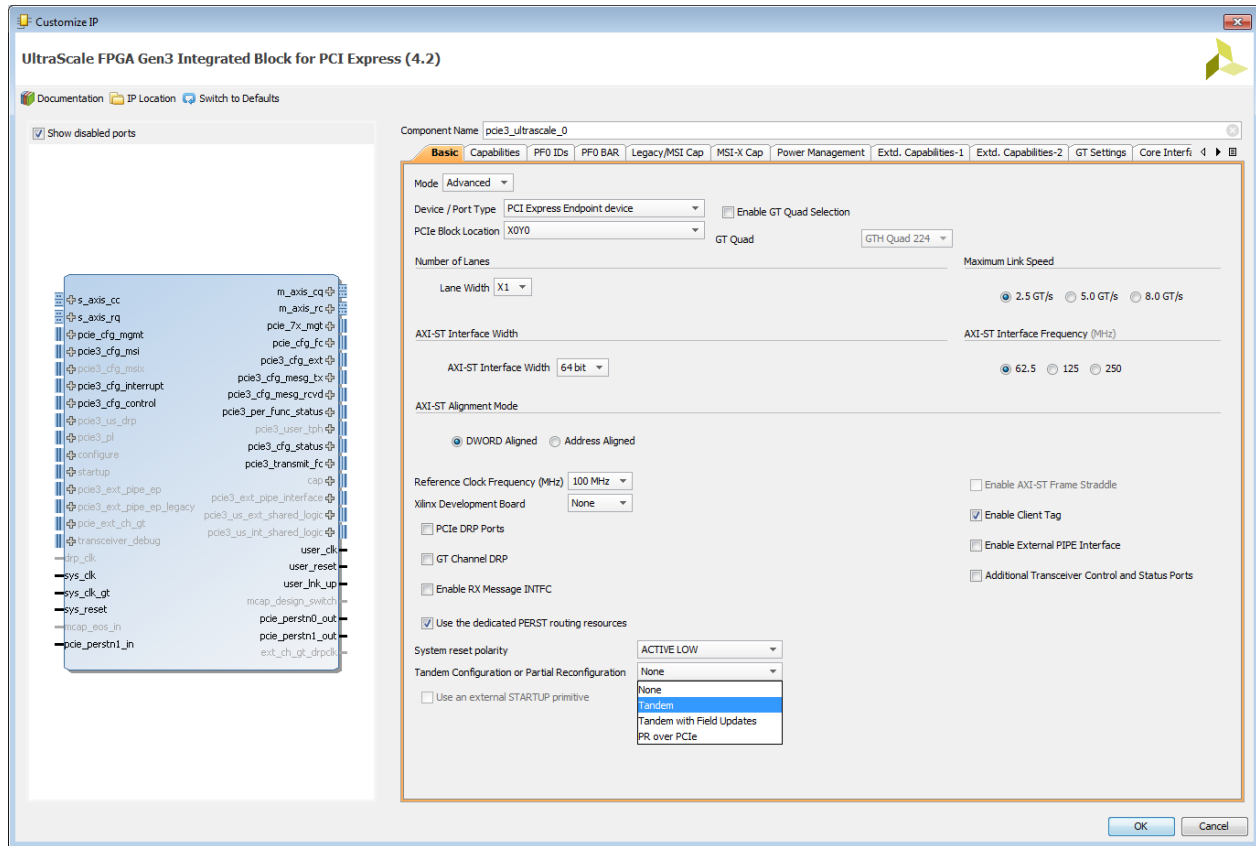 Customize IP
UltraScale FPGA Gen3 Integrated Block for PCI Express (4.2)
Documentation IP Location Switch to Defaults
Show disabled ports
s_axis_cc
s_axis_rq
pcie_cfg_mgmt
pcie3_cfg_msi
pcie3_cfg_msix
pcie3_cfg_interrupt
pcie3_cfg_control
pcie3_us_drp
pcie3_pl
configure
startup
pcie3_ext_pipe_ep
pcie3_ext_pipe_ep_legacy
pcie_ext_ch_gt
transceiver_debug
drp_clk
sys_clk
sys_clk_gt
sys_reset
mcap_eos_in
pcie_perstn1_in
m_axis_cq
m_axis_rc
pcie_7x_mgt
pcie_cfg_fc
pcie3_cfg_ext
pcie3_cfg_mesg_tx
pcie3_cfg_mesg_rcvd
pcie3_per_func_status
pcie3_user_tph
pcie3_cfg_status
pcie3_transmit_fc
cap
pcie3_ext_pipe_interface
pcie3_us_ext_shared_logic
pcie3_us_int_shared_logic
user_clk
user_reset
user_lnk_up
mcap_design_switch
pcie_perstn0_out
pcie_perstn1_out
ext_ch_gt_drpclk
Component Name pcie3_ultrascale_0
Basic Capabilities PF0 IDs PF0 BAR Legacy/MSI Cap MSI-X Cap Power Management Extd. Capabilities-1 Extd. Capabilities-2 GT Settings Core Interfa
Mode Advanced
Device / Port Type PCI Express Endpoint device Enable GT Quad Selection
PCIe Block Location X0Y0 GT Quad GTH Quad 224
Number of Lanes Maximum Link Speed
Lane Width X1 2.5 GT/s 5.0 GT/s 8.0 GT/s
AXI-ST Interface Width AXI-ST Interface Frequency (MHz)
AXI-ST Interface Width 64 bit 62.5 125 250
AXI-ST Alignment Mode
DWORD Aligned Address Aligned
Reference Clock Frequency (MHz) 100 MHz Enable AXI-ST Frame Straddle
Xilinx Development Board None
PCIe DRP Ports Enable Client Tag
GT Channel DRP Enable External PIPE Interface
Enable RX Message INTFC Additional Transceiver Control and Status Ports
Use the dedicated PERST routing resources
System reset polarity ACTIVE LOW
Tandem Configuration or Partial Reconfiguration None
Use an external STARTUP primitive
None
Tandem
Tandem with Field Updates
PR over PCIe
OK Cancel